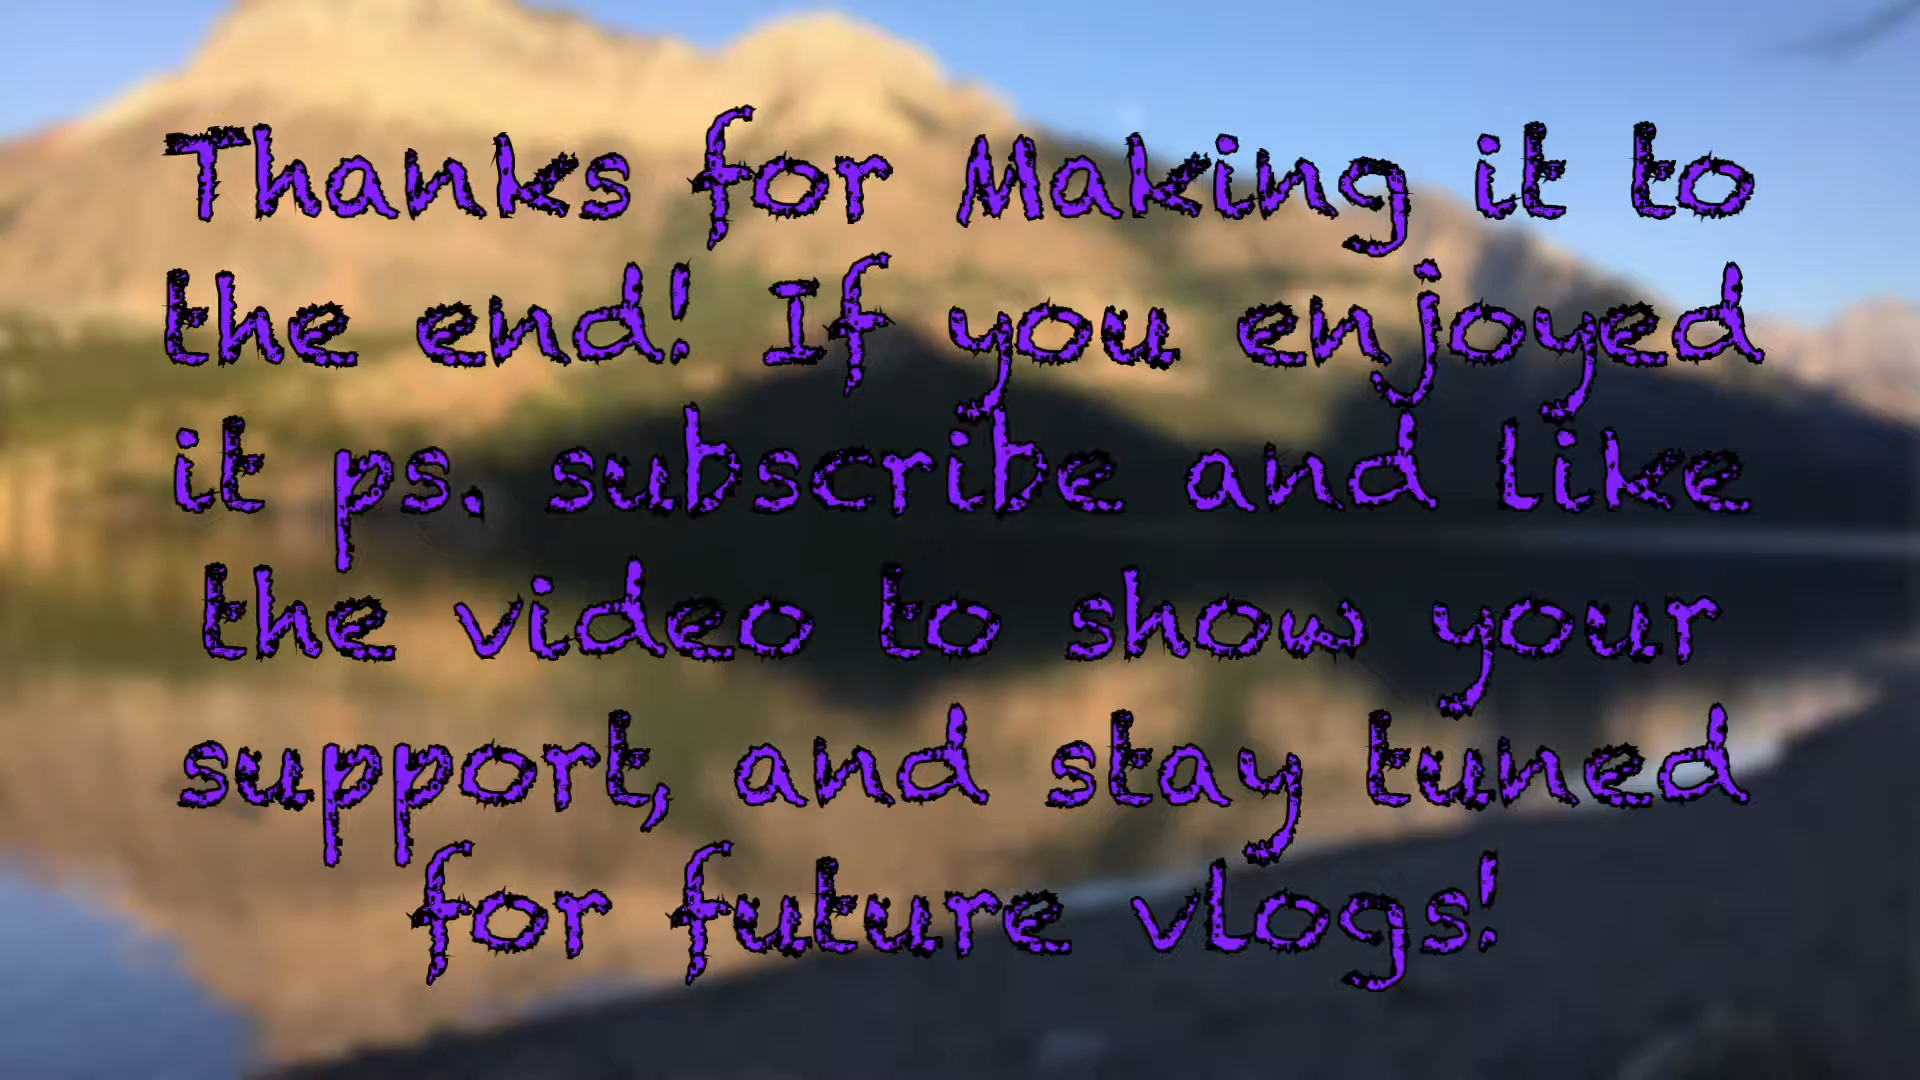 Thanks for Making it to
the end! If you enjoyed
it ps. subscribe and like
the video to show your
support, and stay tuned
for future vlogs!